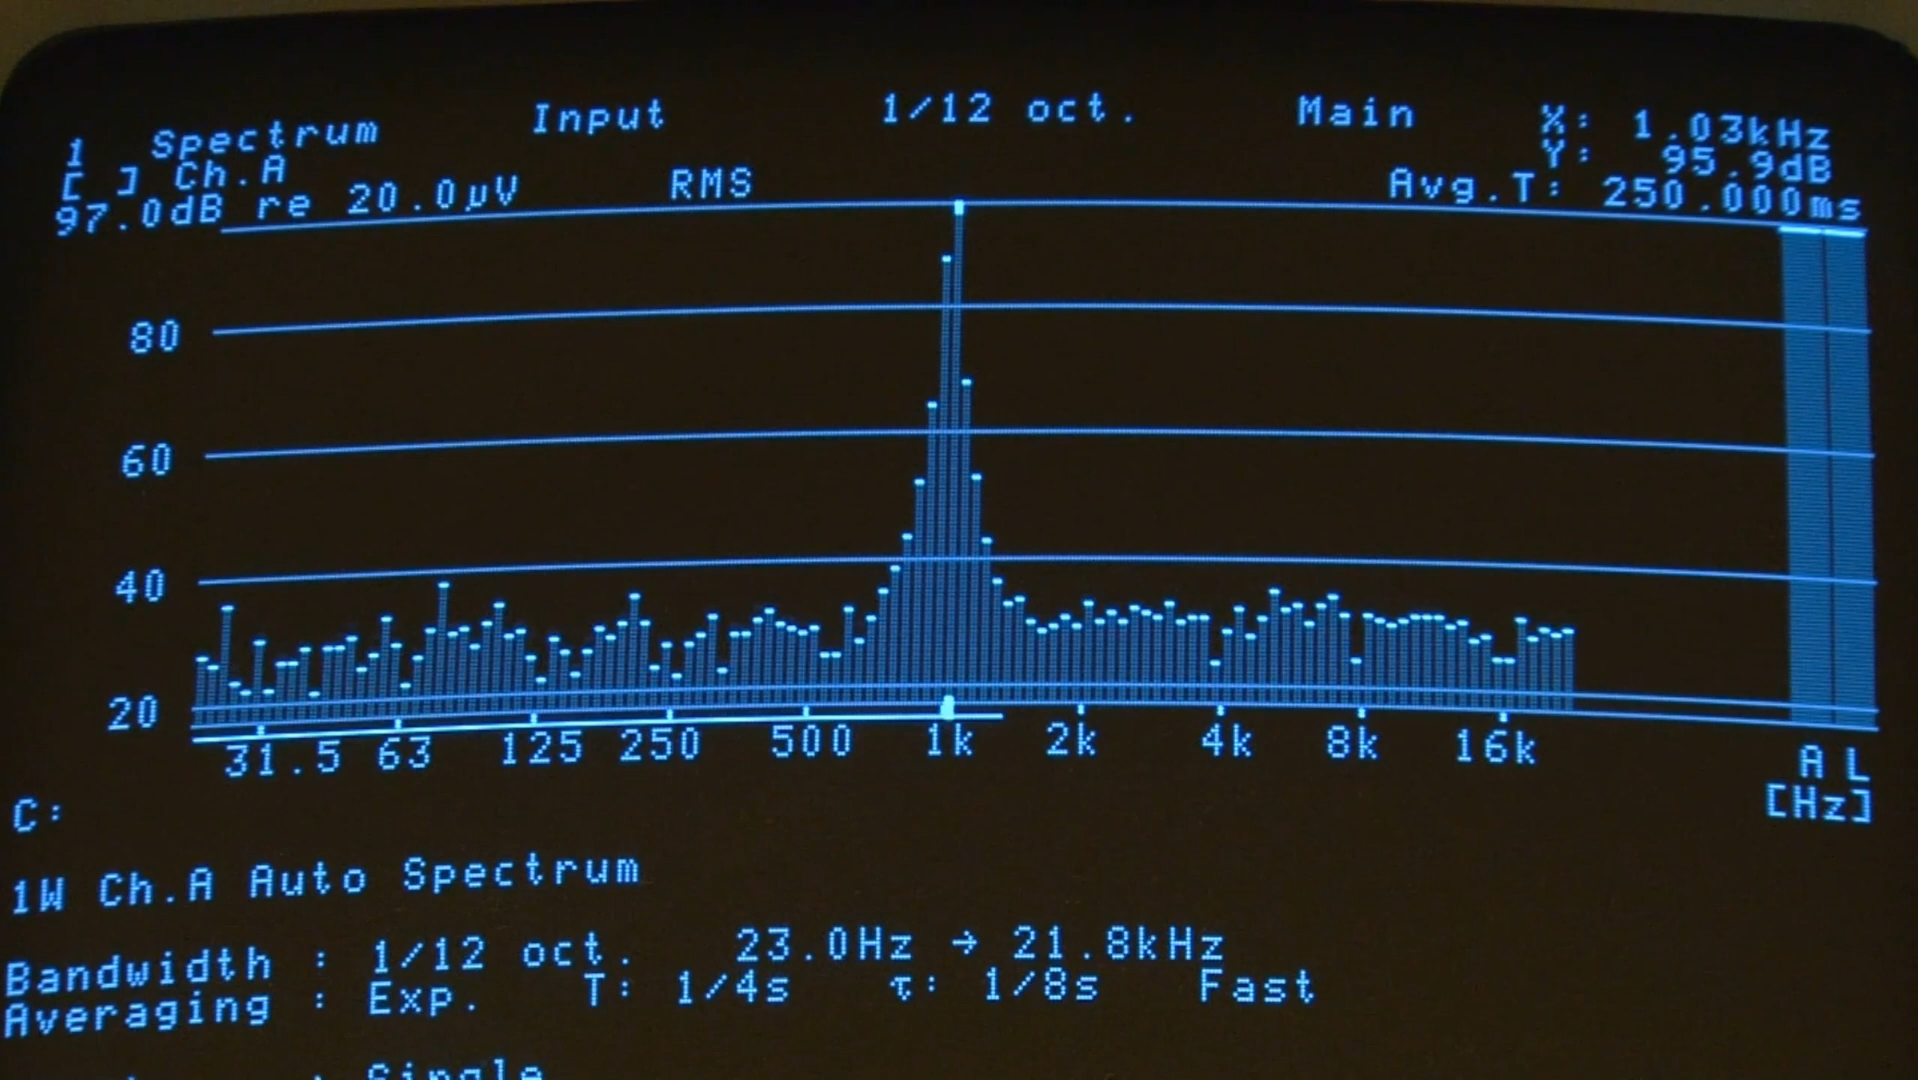 1 Spectrum Input 1/12 oct. Main X: 1.03kHz
[ ] Ch.A Y: 95.9dB
97.0dB re 20.0µV RMS Avg.T: 250.000ms
80
60
40
20
31.5 63 125 250 500 1k 2k 4k 8k 16k A L
[Hz]
C:
1W Ch.A Auto Spectrum
Bandwidth : 1/12 oct. 23.0Hz → 21.8kHz
Averaging : Exp. T: 1/4s τ: 1/8s Fast
: Single